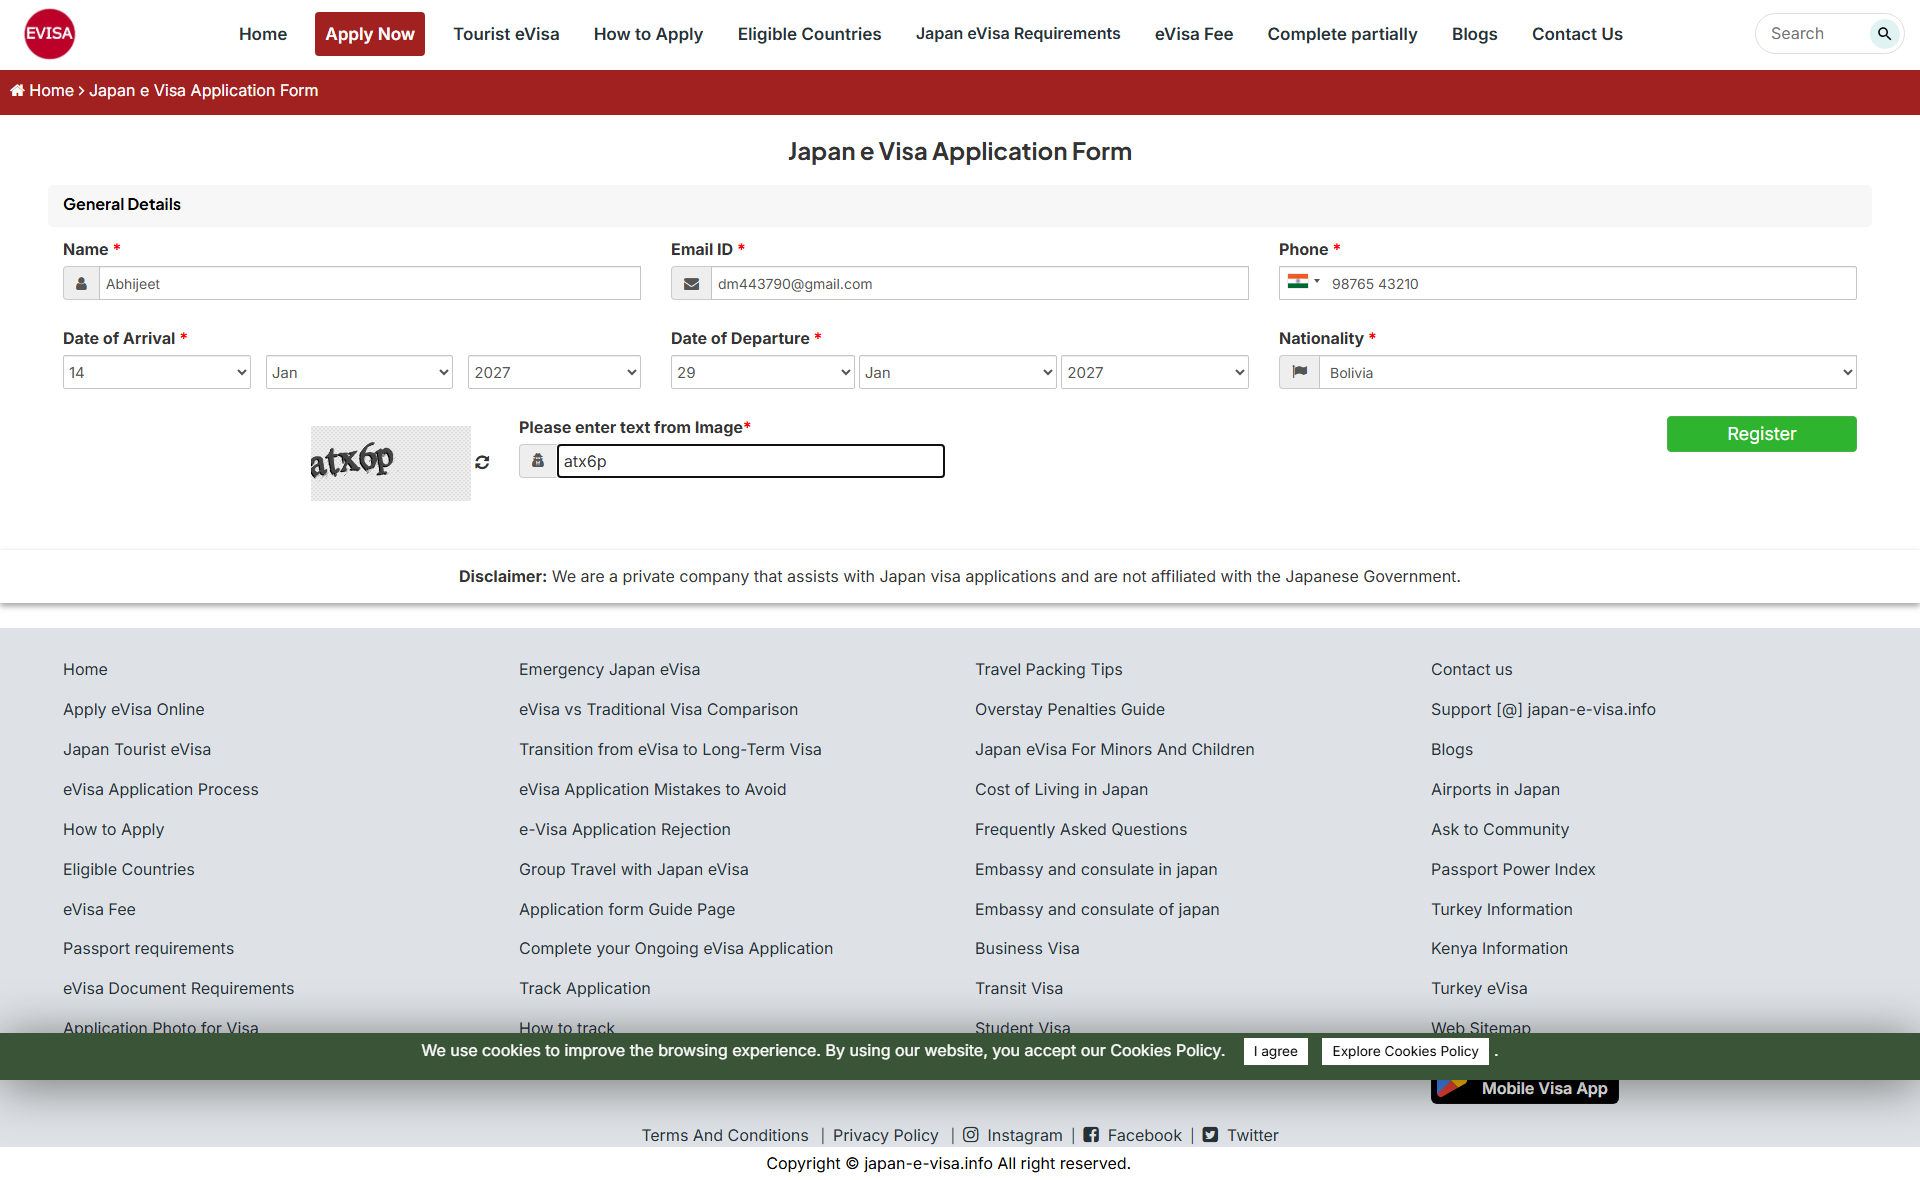 EVISA
Home Apply Now Tourist eVisa How to Apply Eligible Countries Japan eVisa Requirements eVisa Fee Complete partially Blogs Contact Us Search
Home › Japan e Visa Application Form
Japan e Visa Application Form
General Details
Name * Email ID * Phone *
Abhijeet dm443790@gmail.com 98765 43210
Date of Arrival * Date of Departure * Nationality *
14 Jan 2027 29 Jan 2027 Bolivia
Please enter text from Image* Register
atx6p atx6p
Disclaimer: We are a private company that assists with Japan visa applications and are not affiliated with the Japanese Government.
Home Emergency Japan eVisa Travel Packing Tips Contact us
Apply eVisa Online eVisa vs Traditional Visa Comparison Overstay Penalties Guide Support [@] japan-e-visa.info
Japan Tourist eVisa Transition from eVisa to Long-Term Visa Japan eVisa For Minors And Children Blogs
eVisa Application Process eVisa Application Mistakes to Avoid Cost of Living in Japan Airports in Japan
How to Apply e-Visa Application Rejection Frequently Asked Questions Ask to Community
Eligible Countries Group Travel with Japan eVisa Embassy and consulate in japan Passport Power Index
eVisa Fee Application form Guide Page Embassy and consulate of japan Turkey Information
Passport requirements Complete your Ongoing eVisa Application Business Visa Kenya Information
eVisa Document Requirements Track Application Transit Visa Turkey eVisa
Application Photo for Visa How to track Student Visa Web Sitemap
We use cookies to improve the browsing experience. By using our website, you accept our Cookies Policy. I agree Explore Cookies Policy .
Mobile Visa App
Terms And Conditions | Privacy Policy | Instagram | Facebook | Twitter
Copyright © japan-e-visa.info All right reserved.